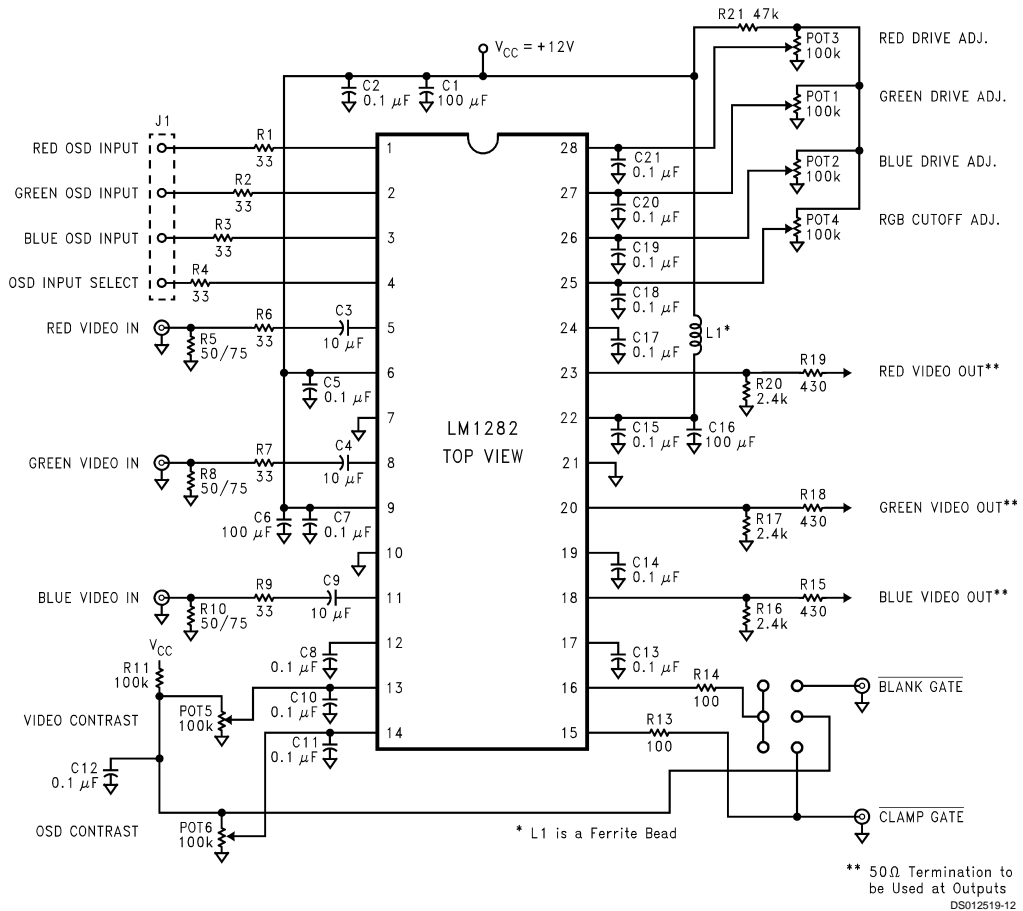 R21 47k
POT3
100k
RED DRIVE ADJ.
VCC = +12V
C2
0.1 µF
C1
100 µF
POT1
100k
GREEN DRIVE ADJ.
J1
RED OSD INPUT
R1
33
1
28
C21
0.1 µF
POT2
100k
BLUE DRIVE ADJ.
GREEN OSD INPUT
R2
33
2
27
C20
0.1 µF
POT4
100k
RGB CUTOFF ADJ.
BLUE OSD INPUT
R3
33
3
26
C19
0.1 µF
OSD INPUT SELECT
R4
33
4
25
C18
0.1 µF
RED VIDEO IN
R5
50/75
R6
33
C3
10 µF
5
24
C17
0.1 µF
L1*
C5
0.1 µF
6
23
R20
2.4k
R19
430
RED VIDEO OUT**
7
22
C15
0.1 µF
C16
100 µF
LM1282
TOP VIEW
GREEN VIDEO IN
R8
50/75
R7
33
C4
10 µF
8
21
C6
100 µF
C7
0.1 µF
9
20
R17
2.4k
R18
430
GREEN VIDEO OUT**
10
19
C14
0.1 µF
BLUE VIDEO IN
R10
50/75
R9
33
C9
10 µF
11
18
R16
2.4k
R15
430
BLUE VIDEO OUT**
VCC
R11
100k
C8
0.1 µF
12
17
C13
0.1 µF
VIDEO CONTRAST
POT5
100k
C10
0.1 µF
13
16
R14
100
BLANK GATE
C11
0.1 µF
14
15
R13
100
C12
0.1 µF
OSD CONTRAST
POT6
100k
* L1 is a Ferrite Bead
CLAMP GATE
** 50Ω Termination to
be Used at Outputs
DS012519-12